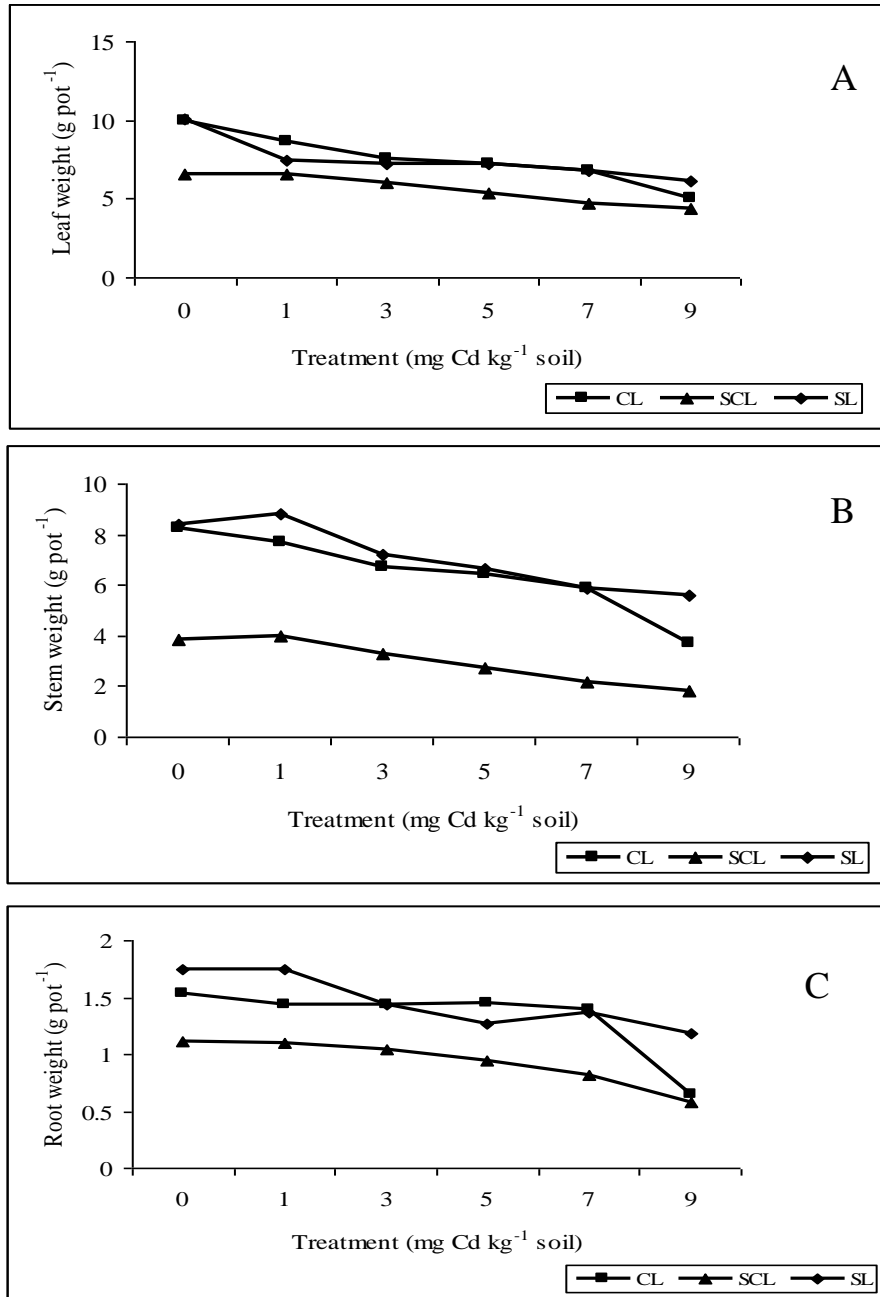 A
Leaf weight (g pot⁻¹)
15
10
5
0
0 1 3 5 7 9
Treatment (mg Cd kg⁻¹ soil)
CL SCL SL
B
Stem weight (g pot⁻¹)
10
8
6
4
2
0
0 1 3 5 7 9
Treatment (mg Cd kg⁻¹ soil)
CL SCL SL
C
Root weight (g pot⁻¹)
2
1.5
1
0.5
0
0 1 3 5 7 9
Treatment (mg Cd kg⁻¹ soil)
CL SCL SL